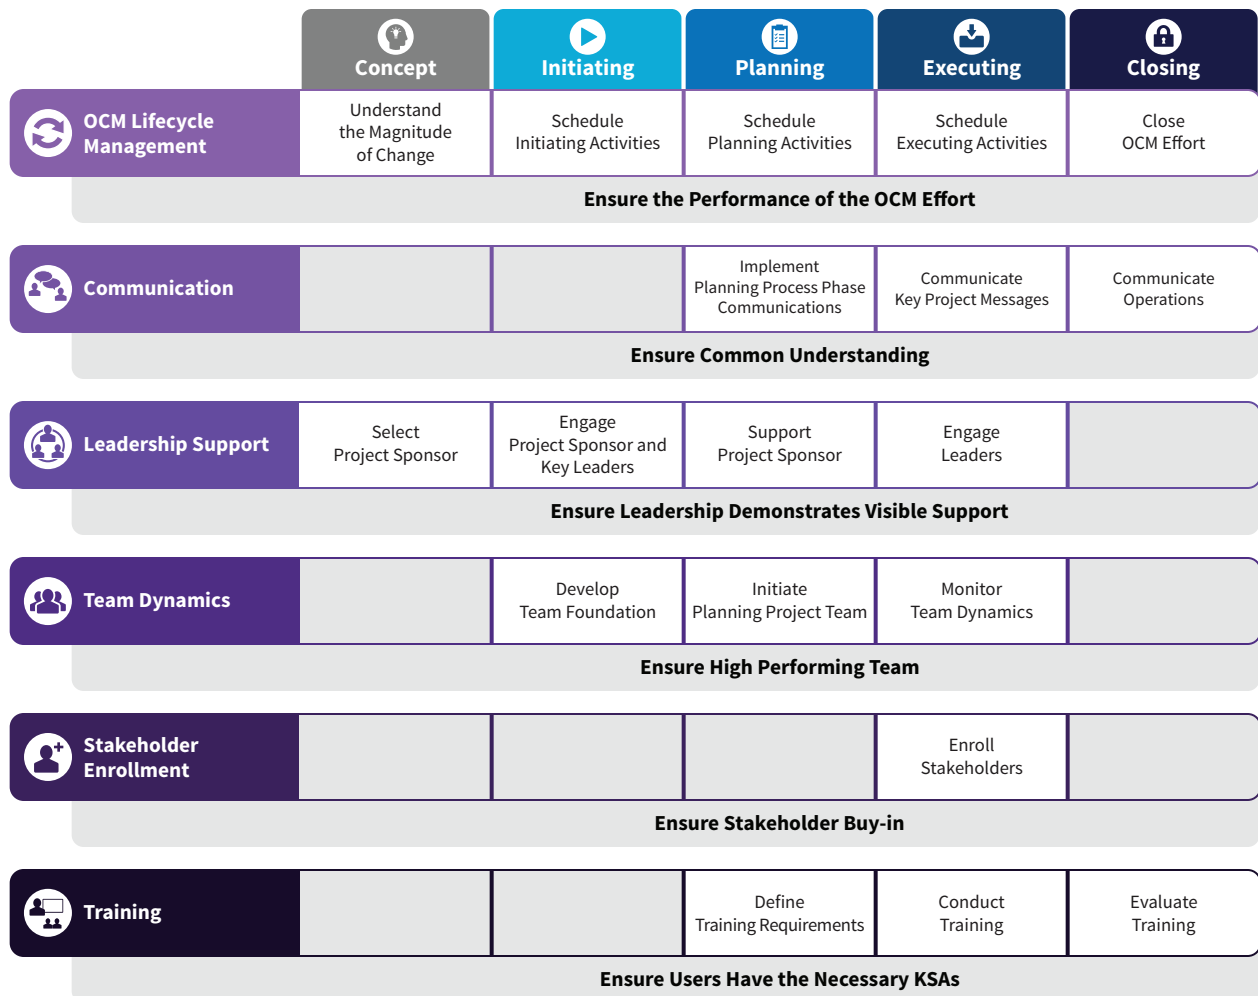 Concept
Initiating
Planning
Executing
Closing
OCM Lifecycle
Management
Understand
the Magnitude
of Change
Schedule
Initiating Activities
Schedule
Planning Activities
Schedule
Executing Activities
Close
OCM Effort
Ensure the Performance of the OCM Effort
Communication
Implement
Planning Process Phase
Communications
Communicate
Key Project Messages
Communicate
Operations
Ensure Common Understanding
Leadership Support
Select
Project Sponsor
Engage
Project Sponsor and
Key Leaders
Support
Project Sponsor
Engage
Leaders
Ensure Leadership Demonstrates Visible Support
Team Dynamics
Develop
Team Foundation
Initiate
Planning Project Team
Monitor
Team Dynamics
Ensure High Performing Team
Stakeholder
Enrollment
Enroll
Stakeholders
Ensure Stakeholder Buy-in
Training
Define
Training Requirements
Conduct
Training
Evaluate
Training
Ensure Users Have the Necessary KSAs